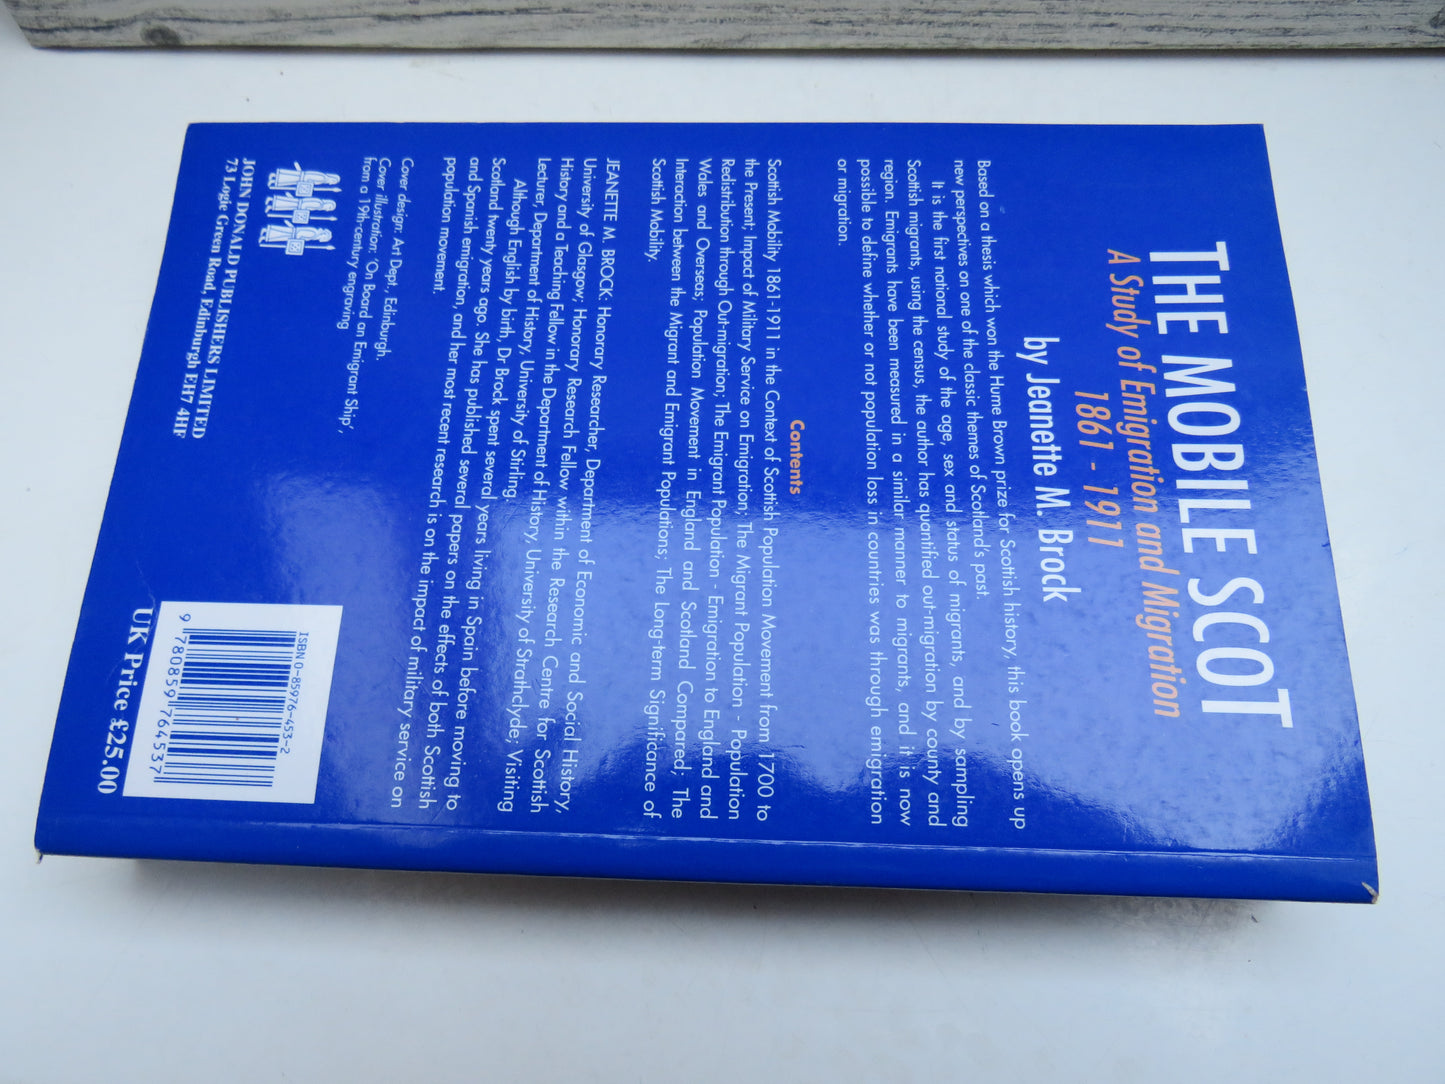 THE MOBILE SCOT
A Study of Emigration and Migration
1861 - 1911
by Jeanette M. Brock
Based on a thesis which won the Hume Brown prize for Scottish history, this book opens up
new perspectives on one of the classic themes of Scotland's past.
It is the first national study of the age, sex and status of migrants, and by sampling
Scottish migrants, using the census, the author has quantified out-migration by county and
region. Emigrants have been measured in a similar manner to migrants, and it is now
possible to define whether or not population loss in countries was through emigration
or migration.
Contents
Scottish Mobility 1861-1911 in the Context of Scottish Population Movement from 1700 to
the Present; Impact of Military Service on Emigration; The Migrant Population - Population
Redistribution through Out-migration; The Emigrant Population - Emigration to England and
Wales and Overseas; Population Movement in England and Scotland Compared; The
Interaction between the Migrant and Emigrant Populations; The Long-term Significance of
Scottish Mobility.
JEANETTE M. BROCK: Honorary Researcher, Department of Economic and Social History,
University of Glasgow; Honorary Research Fellow within the Research Centre for Scottish
History and a Teaching Fellow in the Department of History, University of Strathclyde; Visiting
Lecturer, Department of History, University of Stirling.
Although English by birth, Dr Brock spent several years living in Spain before moving to
Scotland twenty years ago. She has published several papers on the effects of both Scottish
and Spanish emigration, and her most recent research is on the impact of military service on
population movement.
Cover design: Art Dept., Edinburgh.
Cover illustration: 'On Board an Emigrant Ship',
from a 19th-century engraving
JOHN DONALD PUBLISHERS LIMITED
73 Logie Green Road, Edinburgh EH7 4HF
ISBN 0-85976-453-2
9 780859 764537
UK Price £25.00